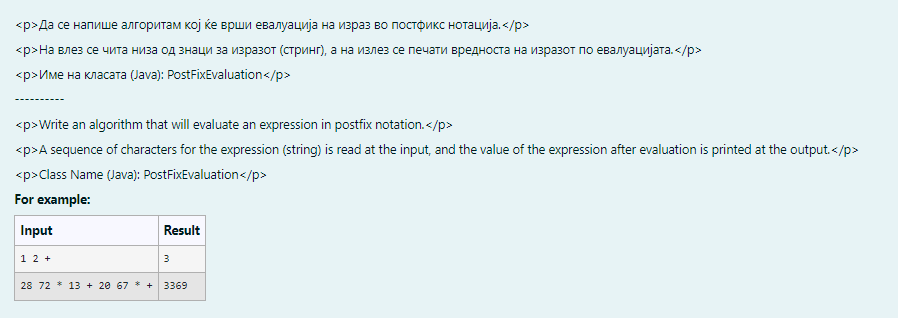 <p>Да се напише алгоритам кој ќе врши евалуација на израз во постфикс нотација.</p>
<p>На влез се чита низа од знаци за изразот (стринг), а на излез се печати вредноста на изразот по евалуацијата.</p>
<p>Име на класата (Java): PostFixEvaluation</p>
----------
<p>Write an algorithm that will evaluate an expression in postfix notation.</p>
<p>A sequence of characters for the expression (string) is read at the input, and the value of the expression after evaluation is printed at the output.</p>
<p>Class Name (Java): PostFixEvaluation</p>
For example:
Input Result
1 2 + 3
28 72 * 13 + 20 67 * + 3369